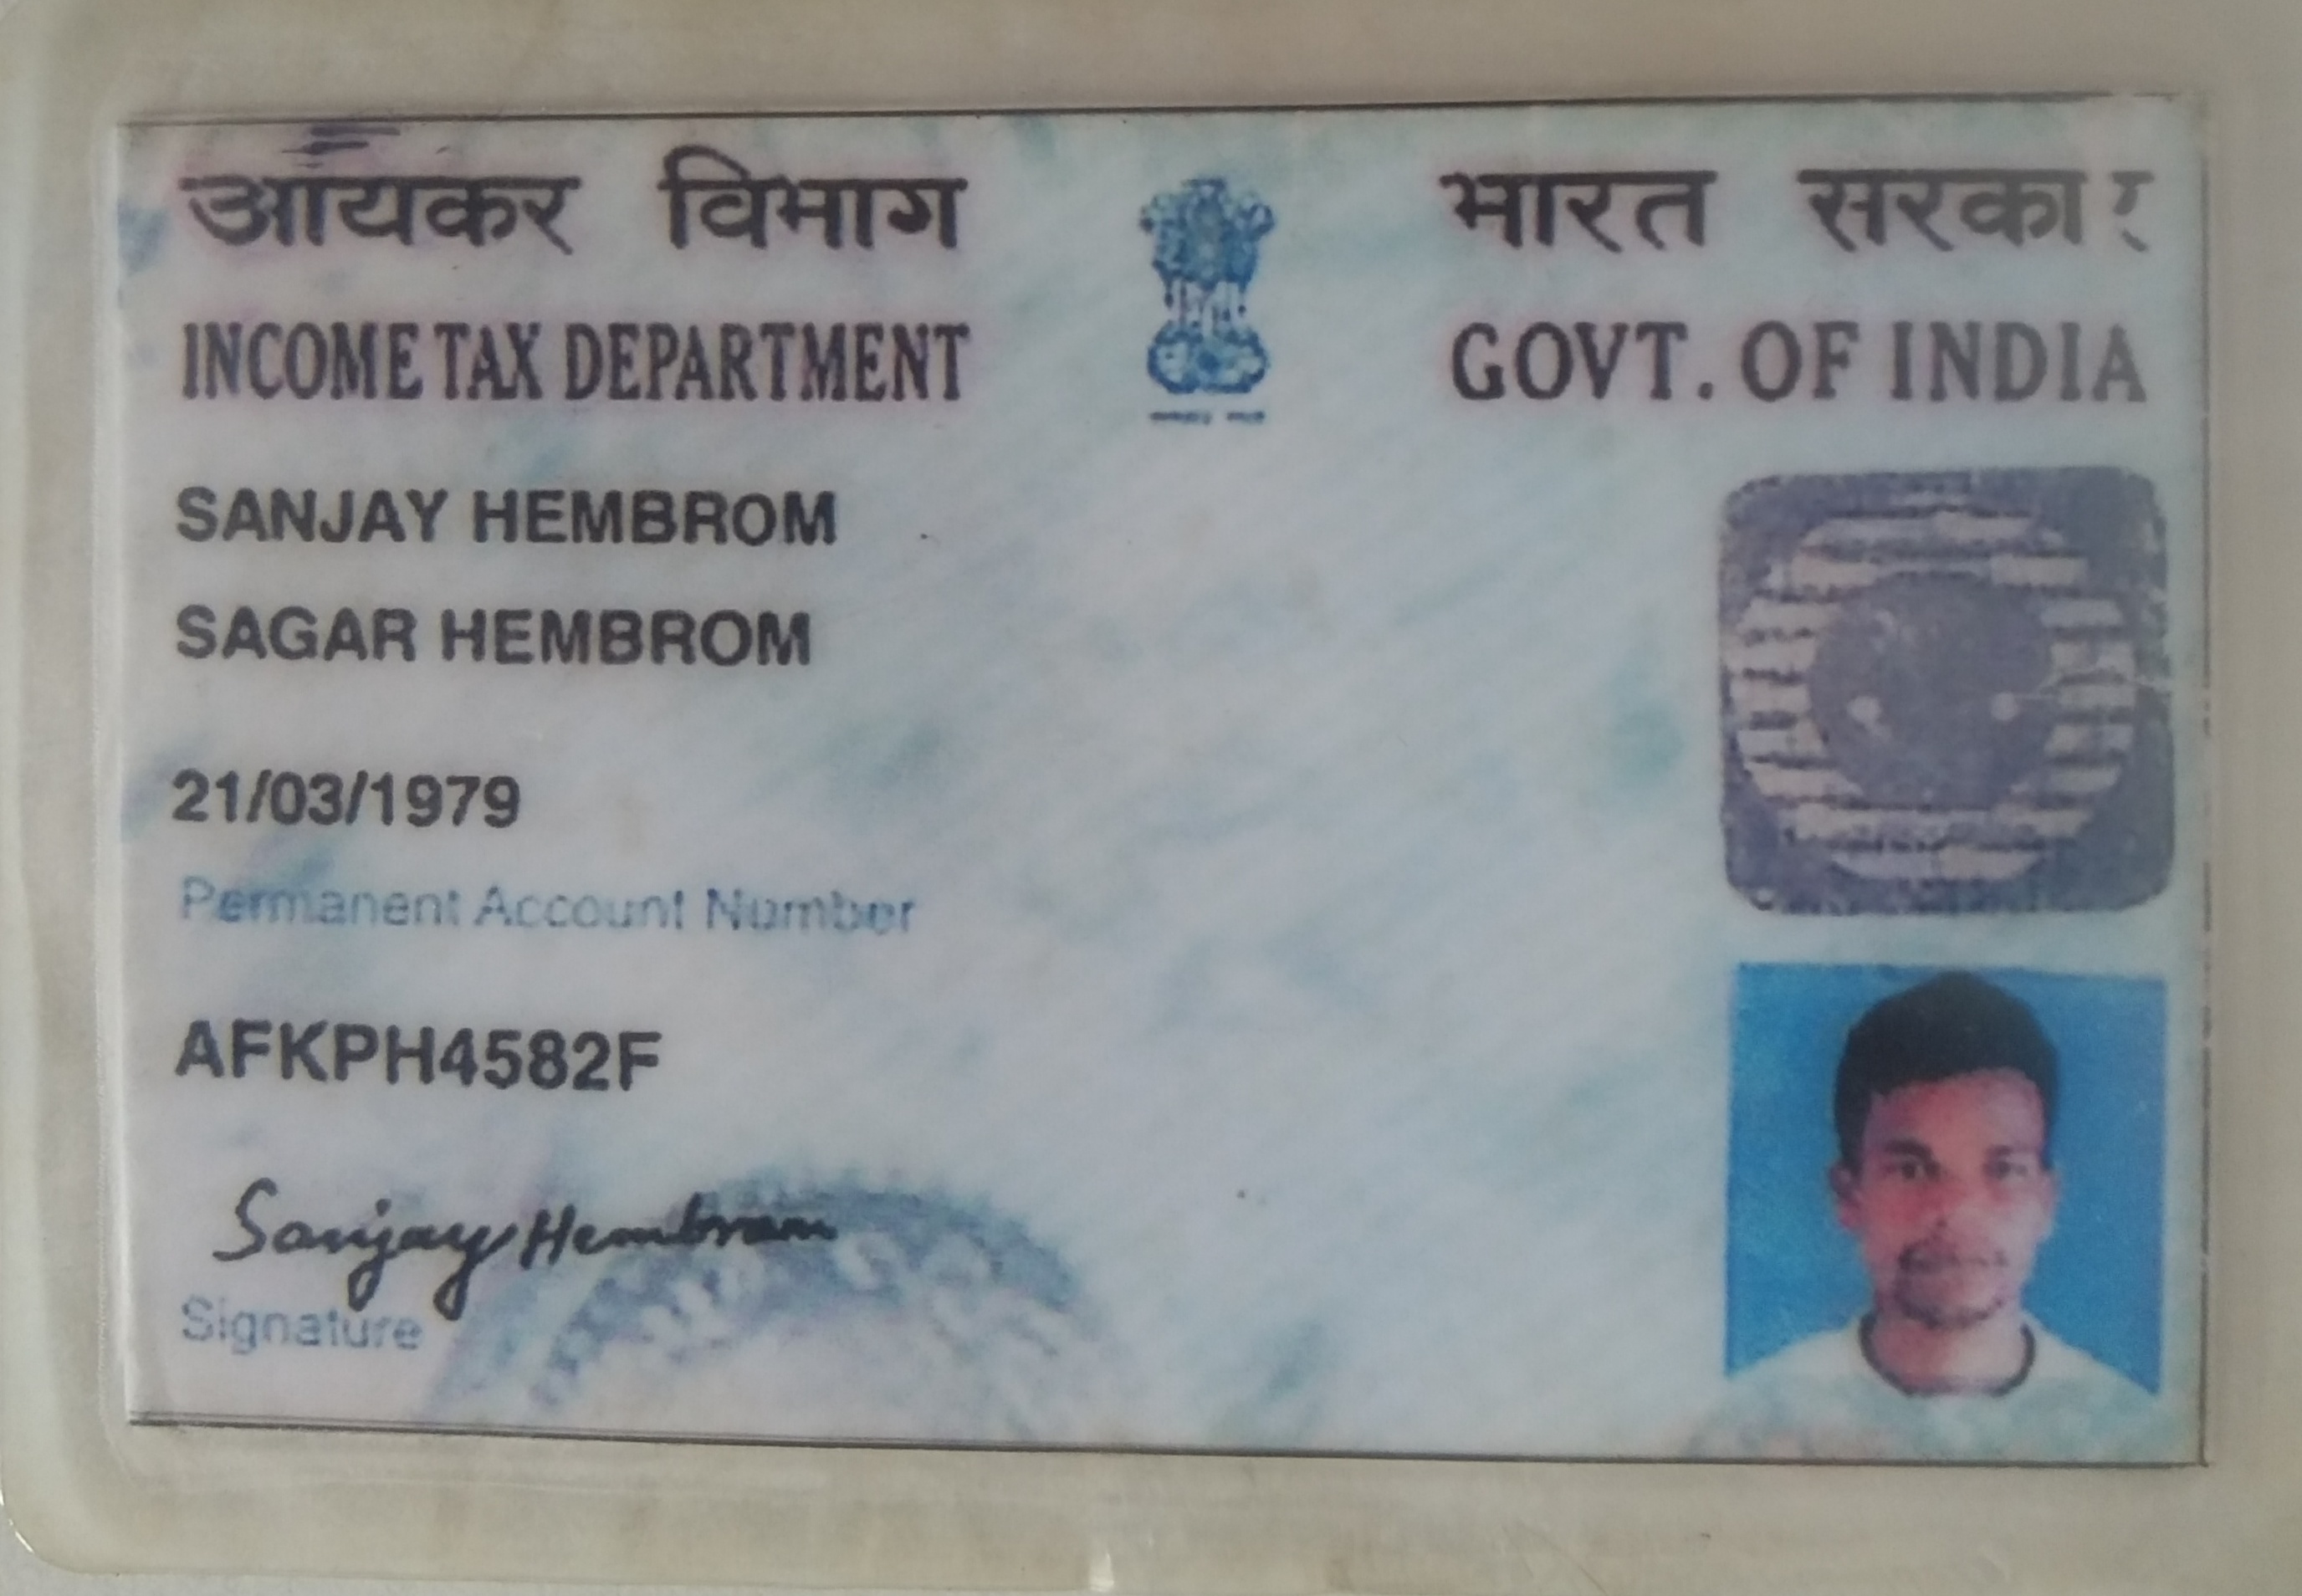 आयकर विभाग
भारत सरकार
INCOME TAX DEPARTMENT
GOVT. OF INDIA
SANJAY HEMBROM
SAGAR HEMBROM
21/03/1979
Permanent Account Number
AFKPH4582F
Sanjay Hembram
Signature